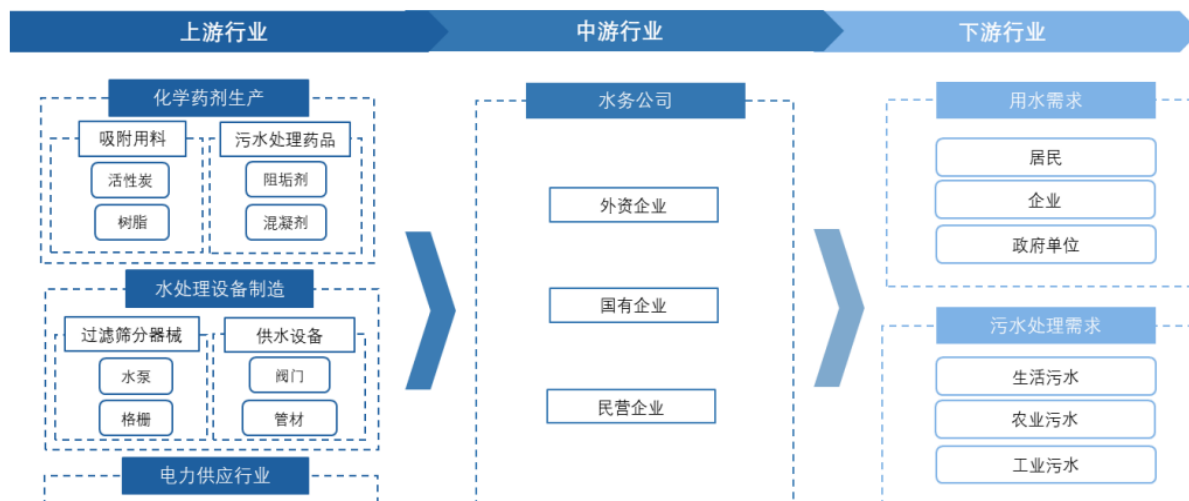 上游行业
中游行业
下游行业
化学药剂生产
吸附用料
污水处理药品
活性炭
阻垢剂
树脂
混凝剂
水处理设备制造
过滤筛分器械
供水设备
水泵
阀门
格栅
管材
电力供应行业
水务公司
外资企业
国有企业
民营企业
用水需求
居民
企业
政府单位
污水处理需求
生活污水
农业污水
工业污水